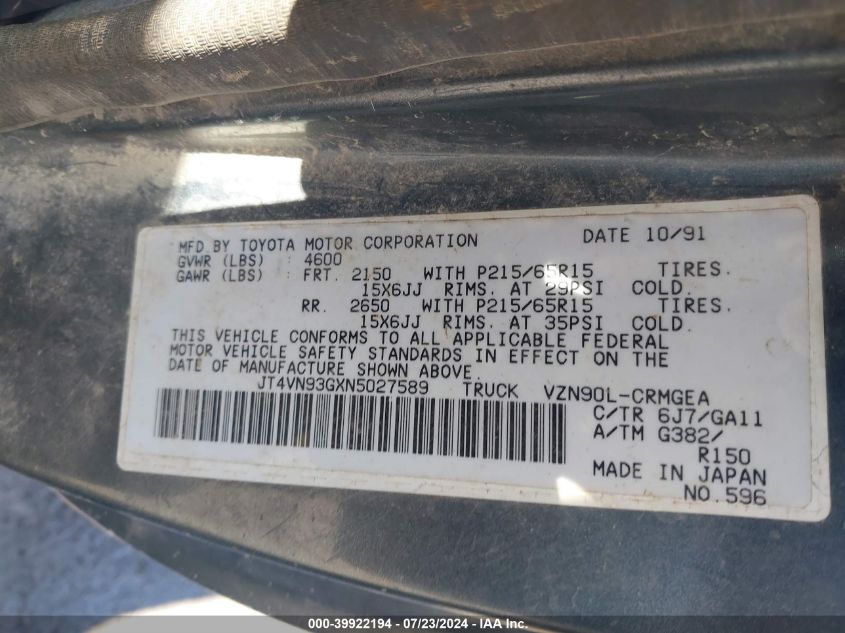 MFD BY TOYOTA MOTOR CORPORATION DATE 10/91
GVWR (LBS) : 4600
GAWR (LBS) : FRT. 2150 WITH P215/65R15 TIRES.
15X6JJ RIMS. AT 29PSI COLD.
RR. 2650 WITH P215/65R15 TIRES.
15X6JJ RIMS. AT 35PSI COLD.
THIS VEHICLE CONFORMS TO ALL APPLICABLE FEDERAL
MOTOR VEHICLE SAFETY STANDARDS IN EFFECT ON THE
DATE OF MANUFACTURE SHOWN ABOVE.
JT4VN93GXN5027589 TRUCK VZN90L-CRMGEA
C/TR 6J7/GA11
A/TM G382/
R150
MADE IN JAPAN
NO.596
000-39922194 - 07/23/2024 - IAAI.com